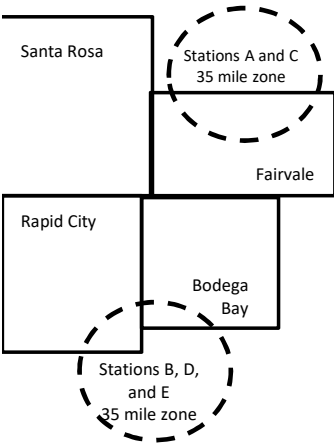 Santa Rosa
Stations A and C
35 mile zone
Fairvale
Rapid City
Bodega
Bay
Stations B, D,
and E
35 mile zone